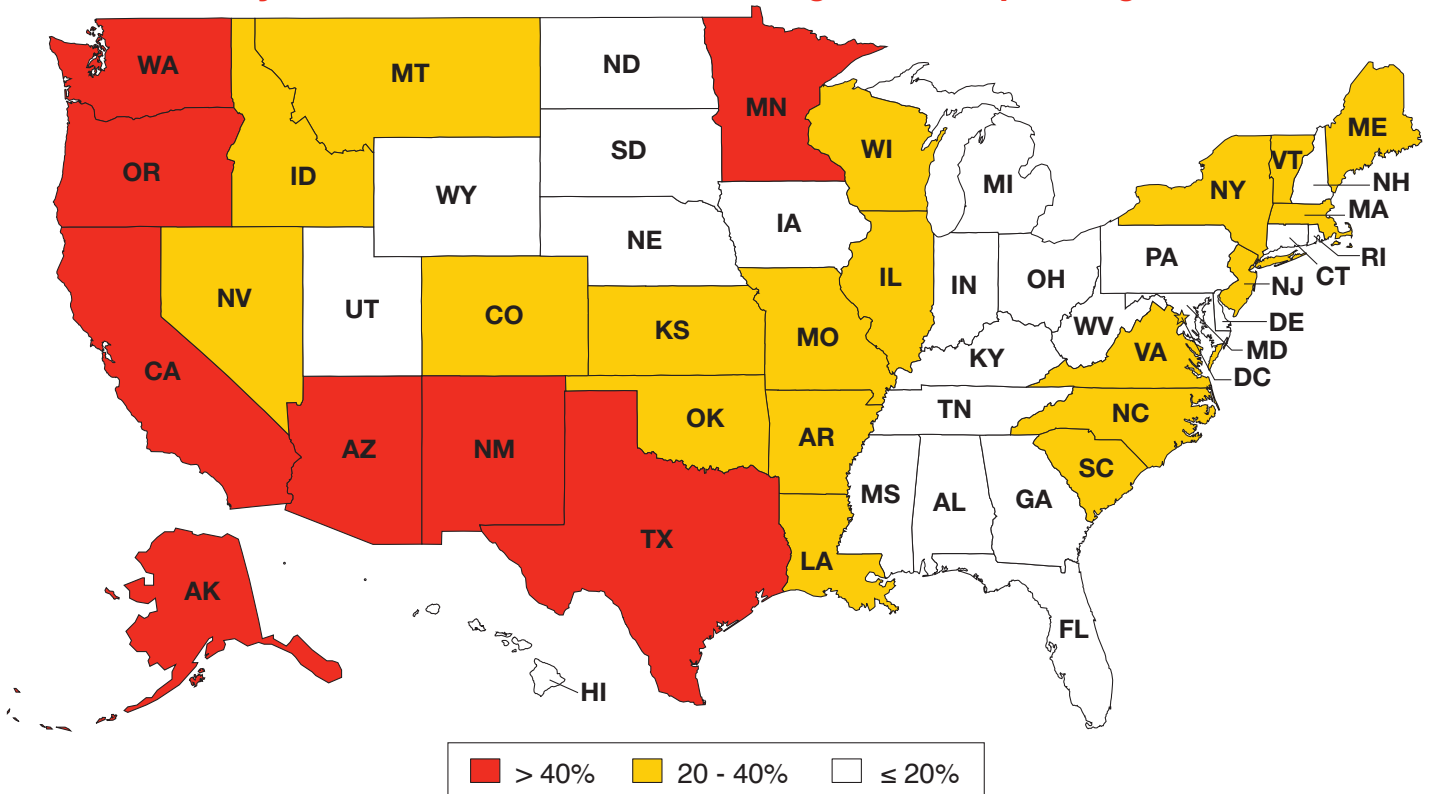 WA
MT
ND
MN
OR
ID
WY
SD
WI
MI
NY
VT
ME
NH
MA
RI
CT
NJ
DE
MD
DC
NV
UT
CO
NE
IA
IL
IN
OH
PA
WV
VA
CA
KS
MO
KY
AZ
NM
OK
AR
TN
NC
SC
TX
LA
MS
AL
GA
FL
AK
HI
> 40%
20 - 40%
≤ 20%